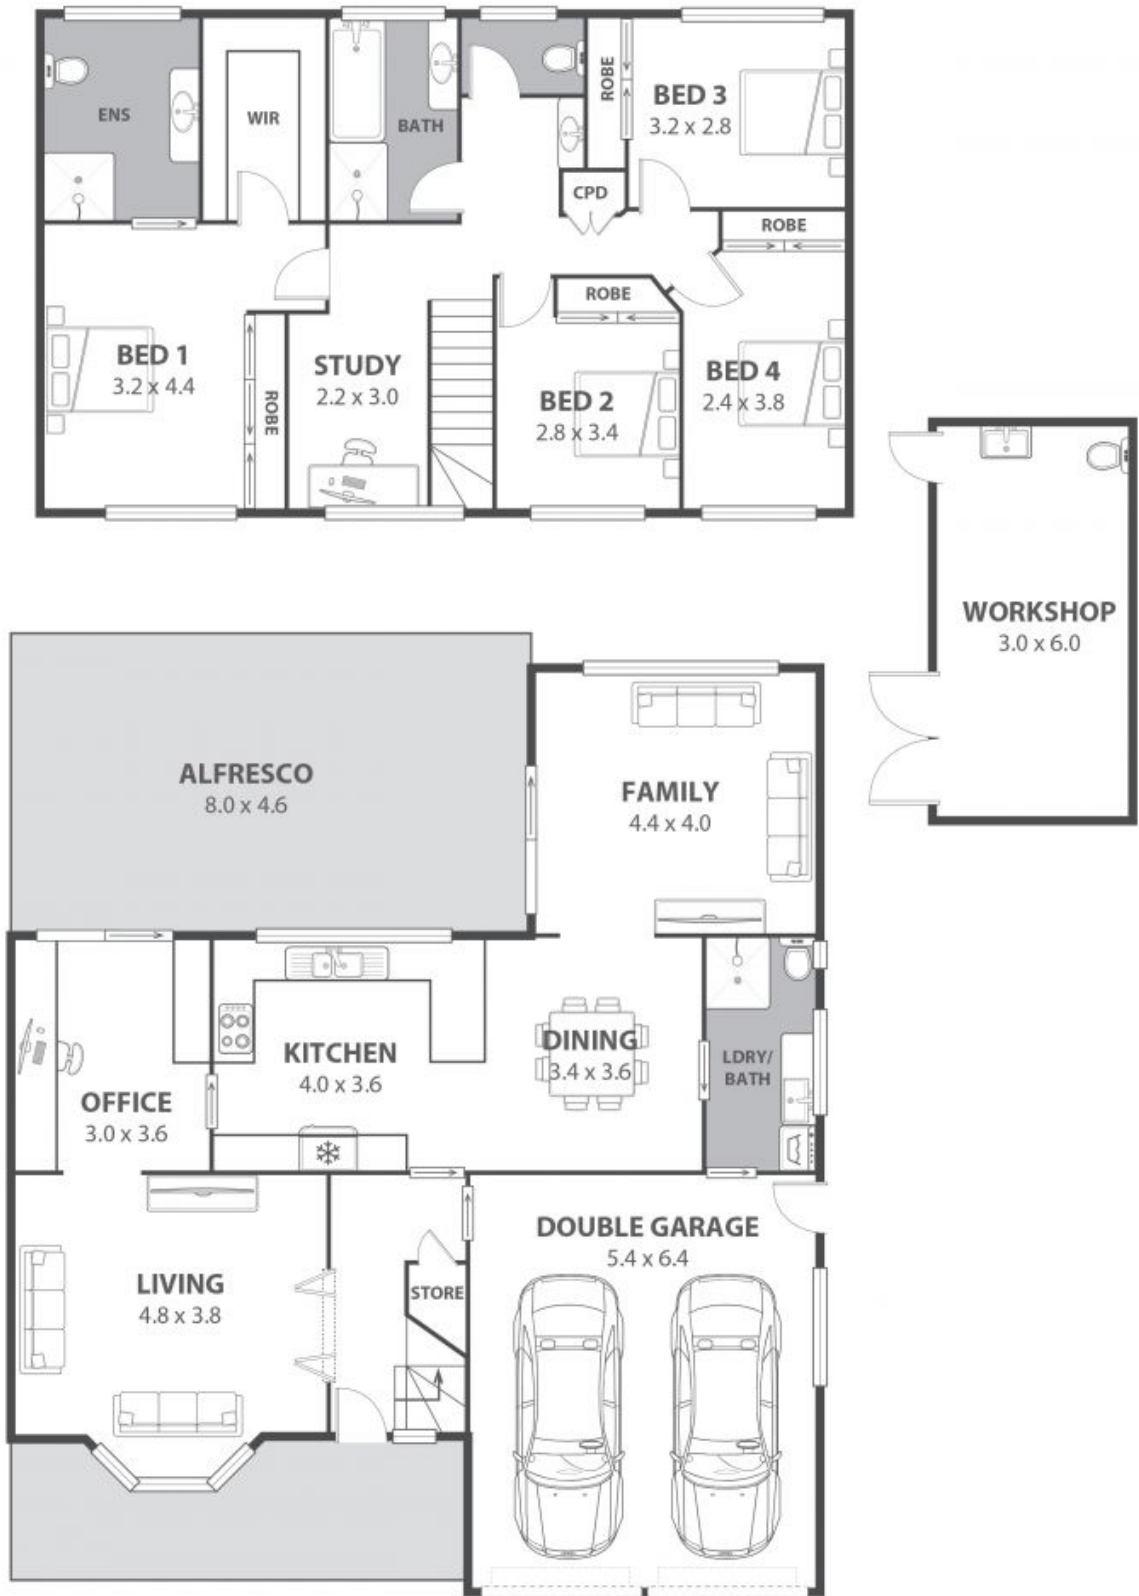 ENS
WIR
BATH
ROBE
BED 3
3.2 x 2.8
CPD
ROBE
BED 1
3.2 x 4.4
ROBE
STUDY
2.2 x 3.0
ROBE
BED 2
2.8 x 3.4
BED 4
2.4 x 3.8
WORKSHOP
3.0 x 6.0
ALFRESCO
8.0 x 4.6
FAMILY
4.4 x 4.0
KITCHEN
4.0 x 3.6
DINING
3.4 x 3.6
LDRY/
BATH
OFFICE
3.0 x 3.6
LIVING
4.8 x 3.8
STORE
DOUBLE GARAGE
5.4 x 6.4